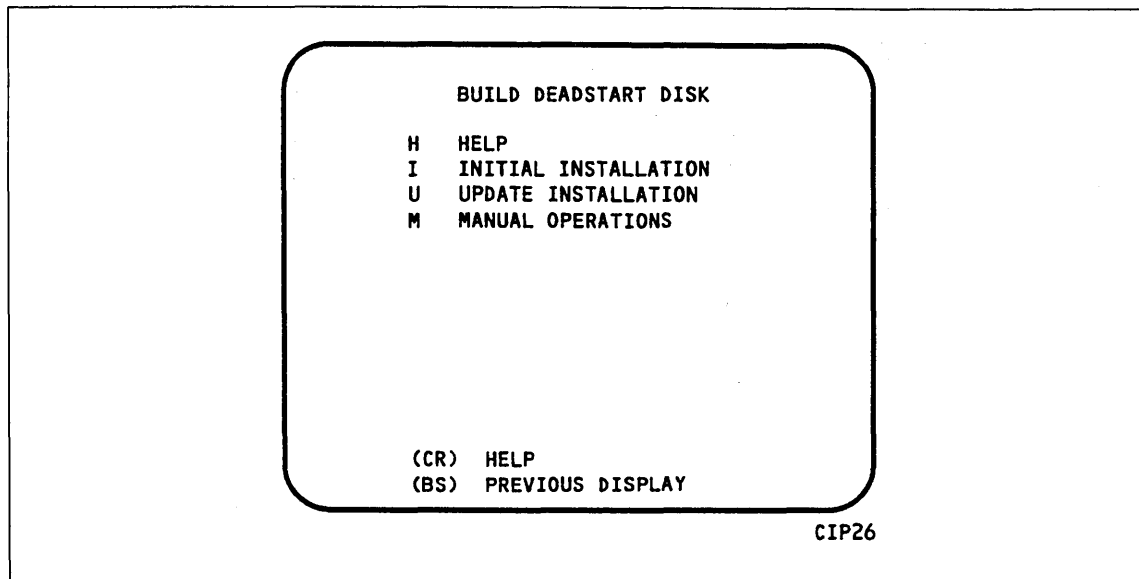 BUILD DEADSTART DISK
H HELP
I INITIAL INSTALLATION
U UPDATE INSTALLATION
M MANUAL OPERATIONS
(CR) HELP
(BS) PREVIOUS DISPLAY
CIP26